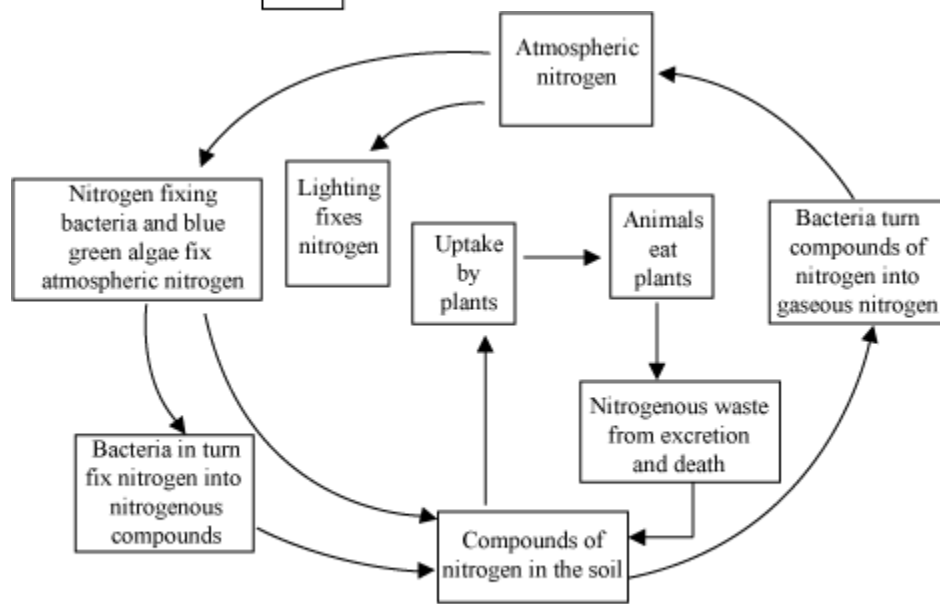 Atmospheric
nitrogen
Nitrogen fixing
bacteria and blue
green algae fix
atmospheric nitrogen
Lighting
fixes
nitrogen
Uptake
by
plants
Animals
eat
plants
Bacteria turn
compounds of
nitrogen into
gaseous nitrogen
Nitrogenous waste
from excretion
and death
Bacteria in turn
fix nitrogen into
nitrogenous
compounds
Compounds of
nitrogen in the soil